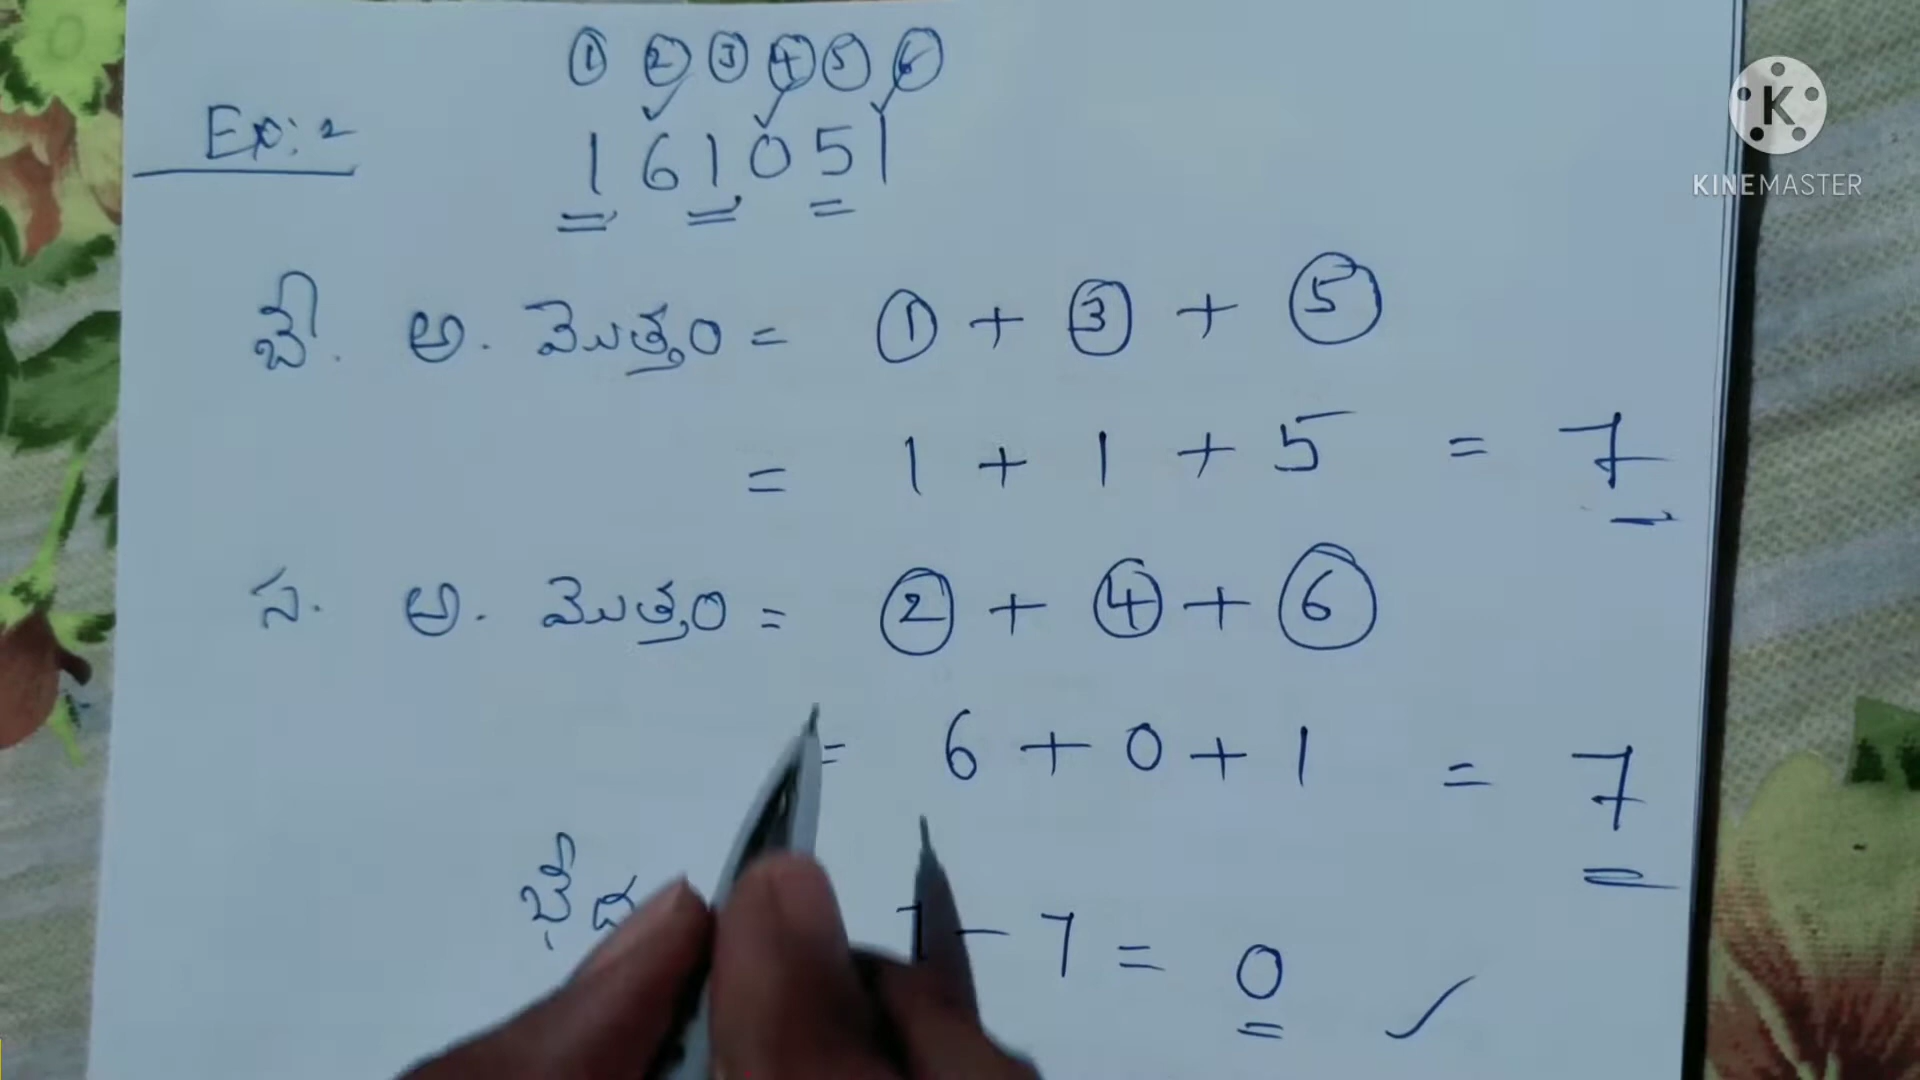 ① ② ③ ④ ⑤ ⑥
Ex: 2
161051
బే. అ. మొత్తం = ① + ③ + ⑤
= 1 + 1 + 5 = 7
స. అ. మొత్తం = ② + ④ + ⑥
= 6 + 0 + 1 = 7
7 - 7 = 0 ✓
K
KINEMASTER